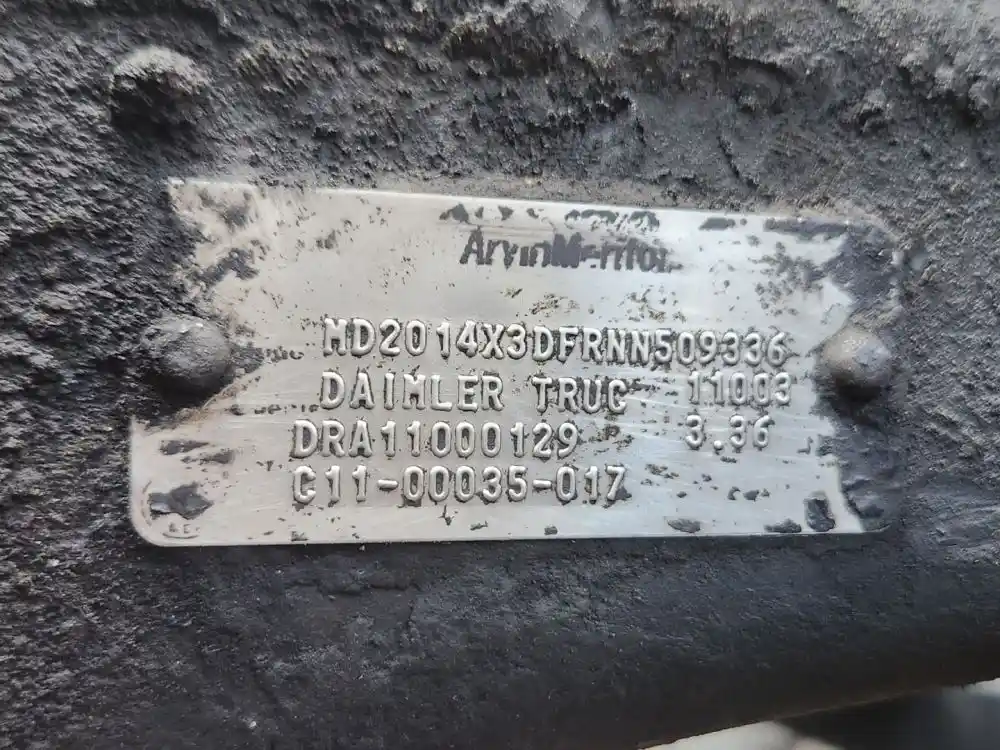 ArvinMeritor
MD2014X3DFRNN509336
DAIMLER TRUC 11003
DRA11000129 3.36
C11-00035-017